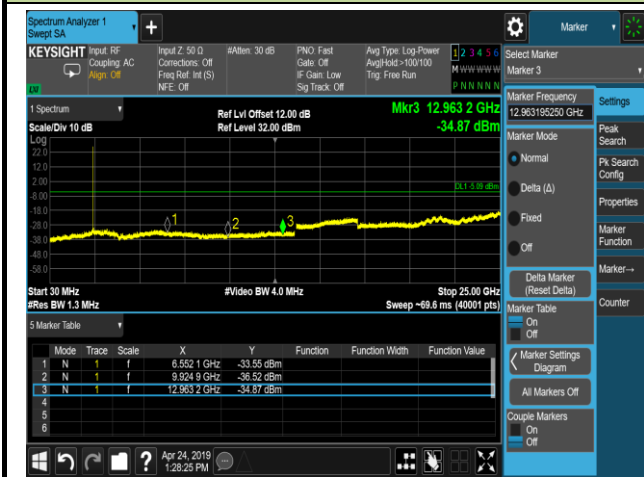 Spectrum Analyzer 1
Swept SA
+
Marker
KEYSIGHT
Input: RF
Coupling: AC
Align: Off
Input Z: 50 Ω
Corrections: Off
Freq Ref: Int (S)
NFE: Off
#Atten: 30 dB
PNO: Fast
Gate: Off
IF Gain: Low
Sig Track: Off
Avg Type: Log-Power
Avg|Hold:>100/100
Trig: Free Run
1 2 3 4 5 6
M W W W W W
P N N N N N
LXI
1 Spectrum
Scale/Div 10 dB
Ref Lvl Offset 12.00 dB
Ref Level 32.00 dBm
Mkr3 12.963 2 GHz
-34.87 dBm
Log
22.0
12.0
2.00
-8.00
-18.0
-28.0
-38.0
-48.0
-58.0
DL1 -5.09 dBm
1
2
3
Start 30 MHz
#Res BW 1.3 MHz
#Video BW 4.0 MHz
Stop 25.00 GHz
Sweep ~69.6 ms (40001 pts)
5 Marker Table
Mode Trace Scale X Y Function Function Width Function Value
1 N 1 f 6.552 1 GHz -33.55 dBm
2 N 1 f 9.924 9 GHz -36.52 dBm
3 N 1 f 12.963 2 GHz -34.87 dBm
4
5
6
?
Apr 24, 2019
1:28:25 PM
Select Marker
Marker 3
Marker Frequency
12.963195250 GHz
Marker Mode
Normal
Delta (Δ)
Fixed
Off
Delta Marker
(Reset Delta)
Marker Table
On
Off
Marker Settings
Diagram
All Markers Off
Couple Markers
On
Off
Settings
Peak
Search
Pk Search
Config
Properties
Marker
Function
Marker→
Counter